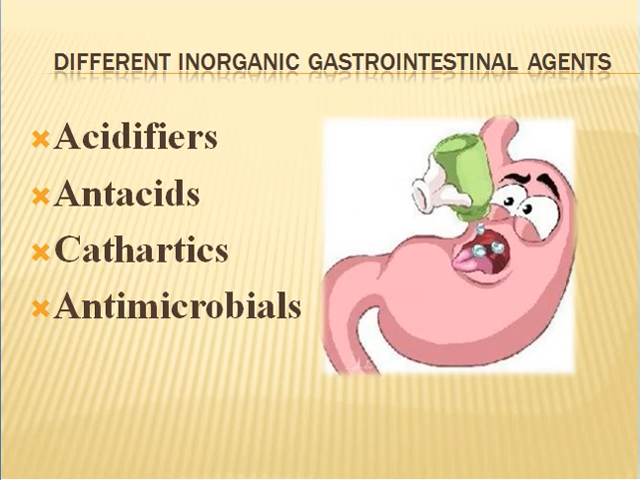 DIFFERENT INORGANIC GASTROINTESTINAL AGENTS
Acidifiers
Antacids
Cathartics
Antimicrobials